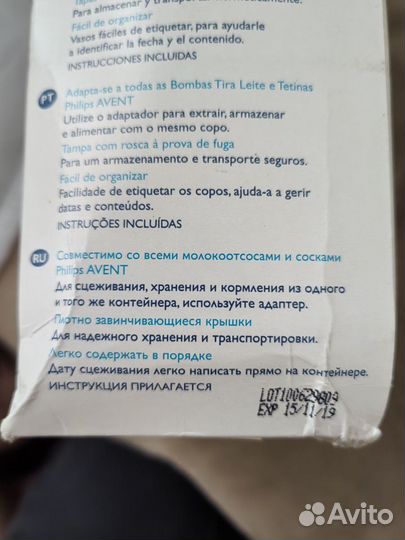 Para almacenar y
Fácil de organizar
Vasos fáciles de etiquetar, para ayudarle
a identificar la fecha y el contenido.
INSTRUCCIONES INCLUIDAS
PT
Adapta-se a todas as Bombas Tira Leite e Tetinas
Philips AVENT
Utilize o adaptador para extrair, armazenar
e alimentar com o mesmo copo.
Tampa com rosca à prova de fuga
Para um armazenamento e transporte seguros.
Fácil de organizar
Facilidade de etiquetar os copos, ajuda-a a gerir
datas e conteúdos.
INSTRUÇÕES INCLUÍDAS
RU
Совместимо со всеми молокоотсосами и сосками
Philips AVENT
Для сцеживания, хранения и кормления из одного
и того же контейнера, используйте адаптер.
Плотно завинчивающиеся крышки
Для надежного хранения и транспортировки.
Легко содержать в порядке
Дату сцеживания легко написать прямо на контейнере.
ИНСТРУКЦИЯ ПРИЛАГАЕТСЯ
EXP 15/11/19
Avito